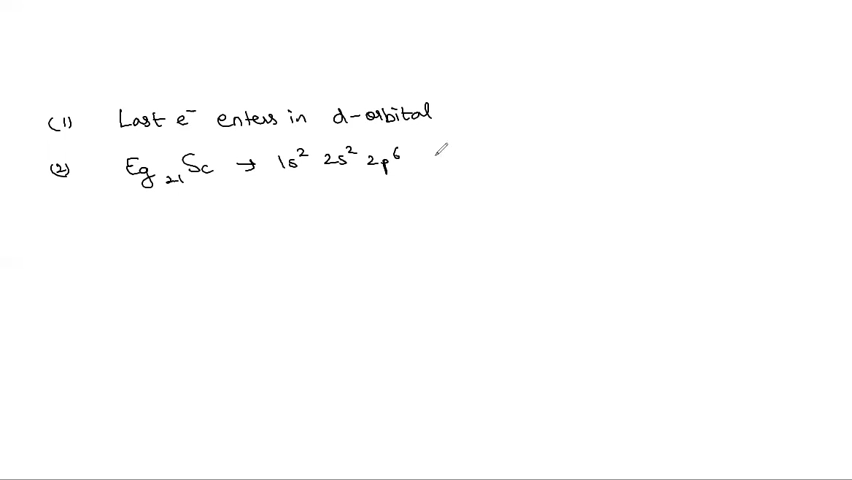 (1) Last e⁻ enters in d-orbital
(2) Eg ₂₁Sc → 1s² 2s² 2p⁶